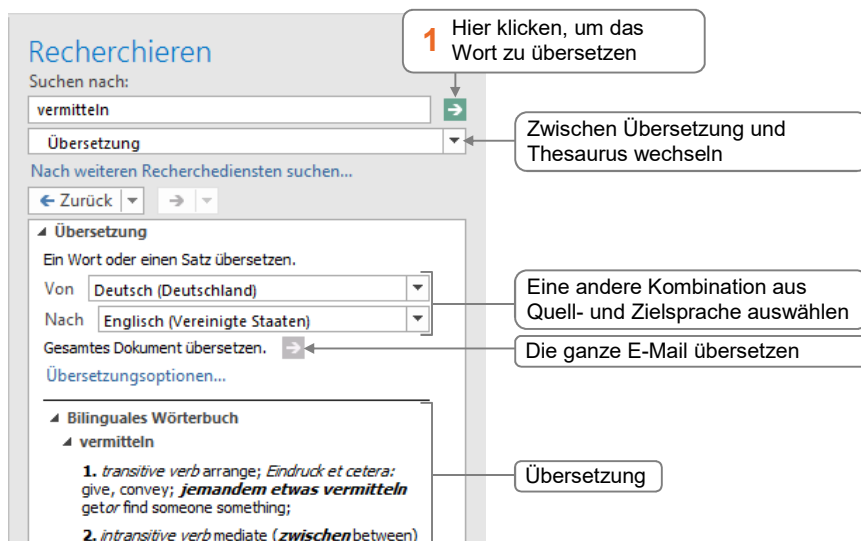 1 Hier klicken, um das
Wort zu übersetzen
Recherchieren
Suchen nach:
vermitteln
Übersetzung
Zwischen Übersetzung und
Thesaurus wechseln
Nach weiteren Recherchediensten suchen...
Zurück
Übersetzung
Ein Wort oder einen Satz übersetzen.
Von Deutsch (Deutschland)
Nach Englisch (Vereinigte Staaten)
Eine andere Kombination aus
Quell- und Zielsprache auswählen
Gesamtes Dokument übersetzen.
Die ganze E-Mail übersetzen
Übersetzungsoptionen...
Bilinguales Wörterbuch
vermitteln
1. transitive verb arrange; Eindruck et cetera:
give, convey; jemandem etwas vermitteln
getor find someone something;
Übersetzung
2. intransitive verb mediate (zwischen between)